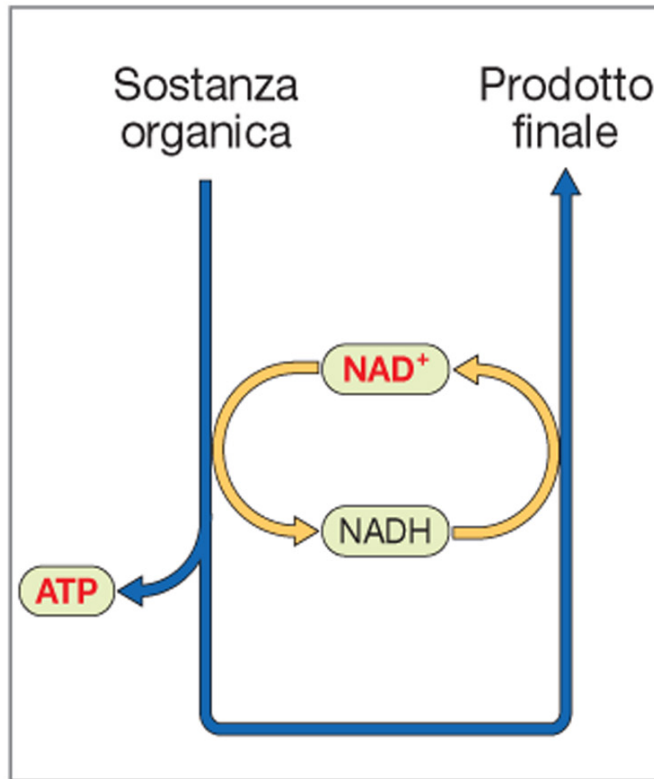 Sostanza
organica
Prodotto
finale
NAD⁺
NADH
ATP